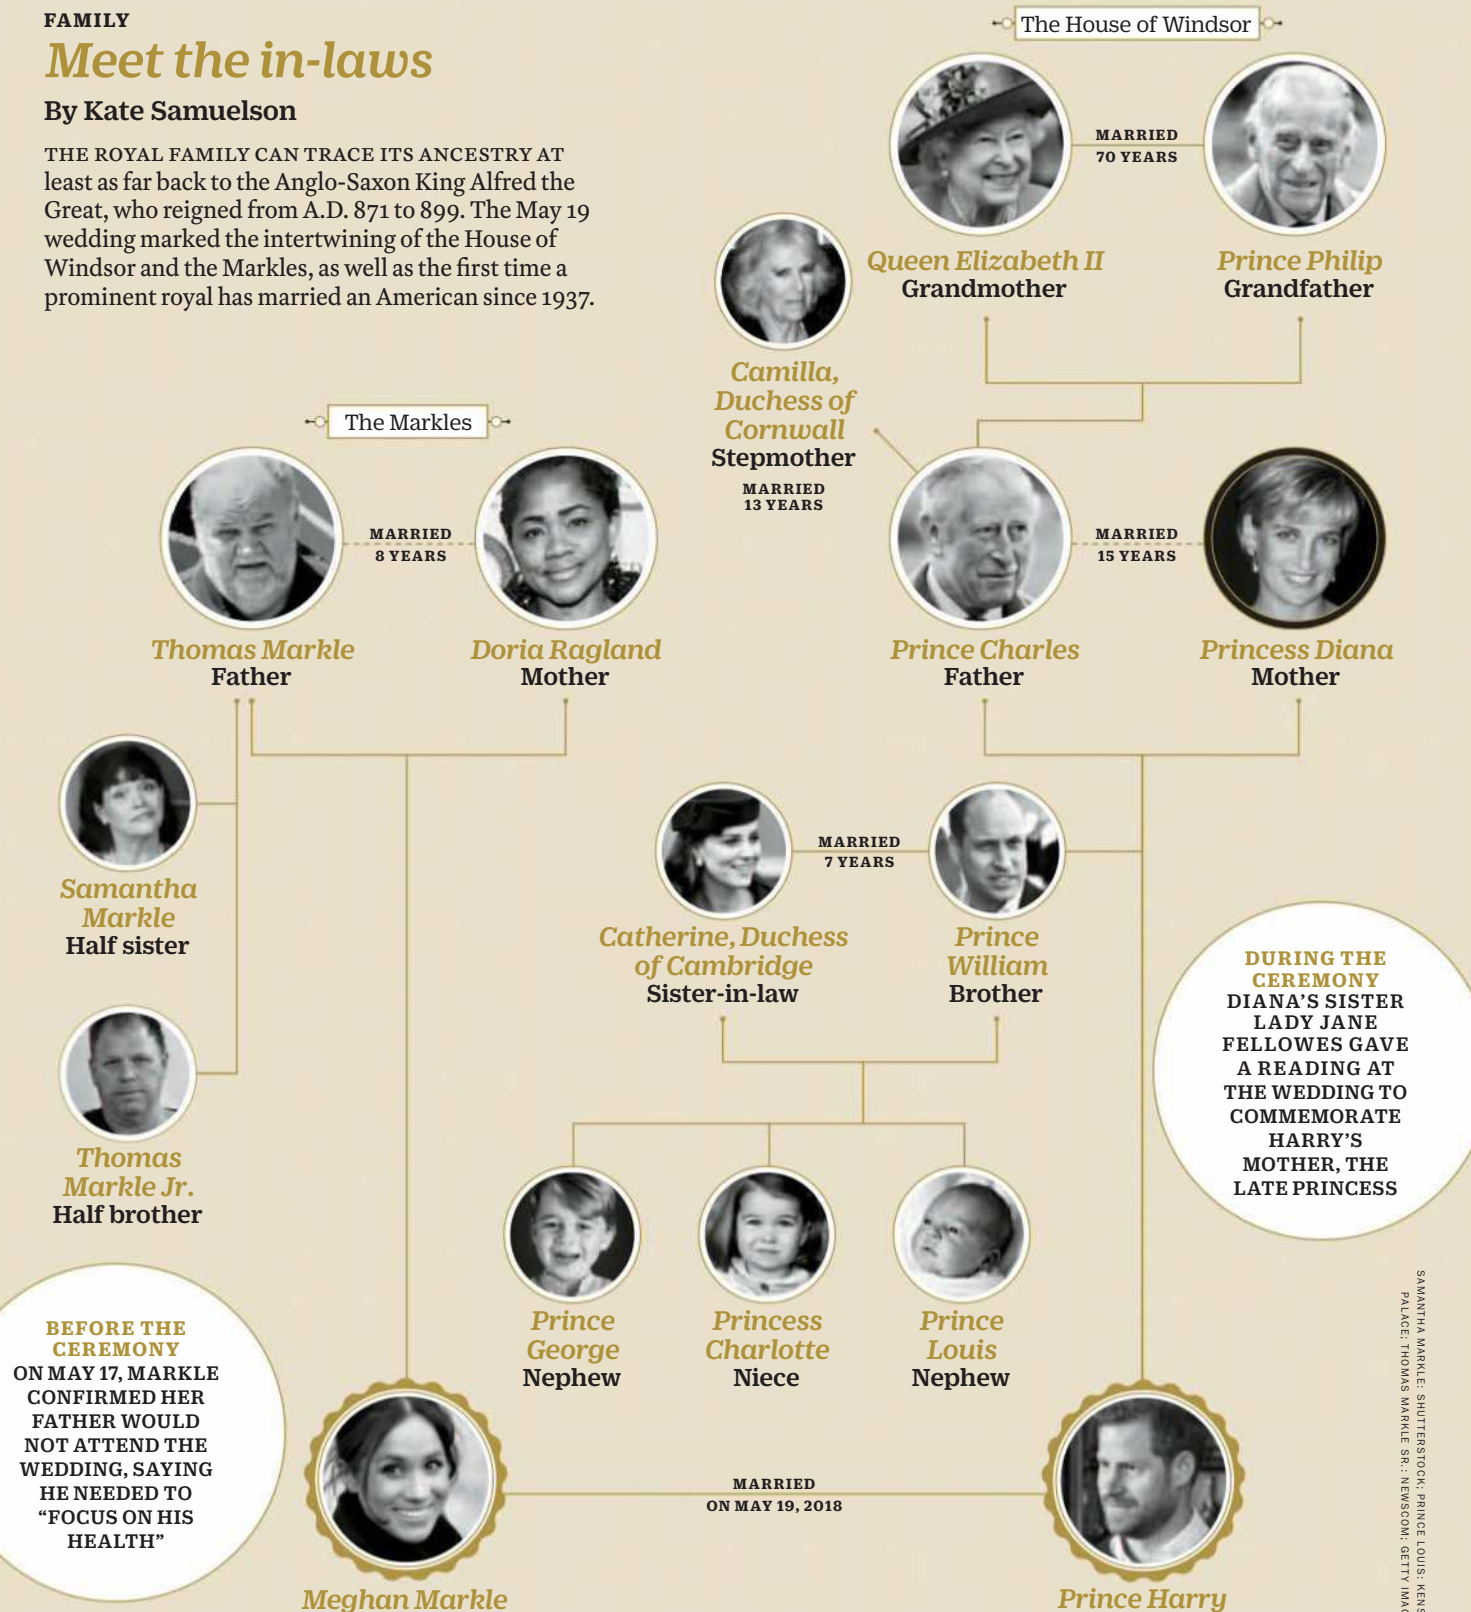 FAMILY
Meet the in-laws
By Kate Samuelson
THE ROYAL FAMILY CAN TRACE ITS ANCESTRY AT
least as far back to the Anglo-Saxon King Alfred the
Great, who reigned from A.D. 871 to 899. The May 19
wedding marked the intertwining of the House of
Windsor and the Markles, as well as the first time a
prominent royal has married an American since 1937.
The House of Windsor
MARRIED
70 YEARS
Queen Elizabeth II
Grandmother
Prince Philip
Grandfather
Camilla,
Duchess of
Cornwall
Stepmother
MARRIED
13 YEARS
The Markles
MARRIED
8 YEARS
Thomas Markle
Father
Doria Ragland
Mother
MARRIED
15 YEARS
Prince Charles
Father
Princess Diana
Mother
Samantha
Markle
Half sister
Thomas
Markle Jr.
Half brother
MARRIED
7 YEARS
Catherine, Duchess
of Cambridge
Sister-in-law
Prince
William
Brother
DURING THE
CEREMONY
DIANA’S SISTER
LADY JANE
FELLOWES GAVE
A READING AT
THE WEDDING TO
COMMEMORATE
HARRY’S
MOTHER, THE
LATE PRINCESS
Prince
George
Nephew
Princess
Charlotte
Niece
Prince
Louis
Nephew
BEFORE THE
CEREMONY
ON MAY 17, MARKLE
CONFIRMED HER
FATHER WOULD
NOT ATTEND THE
WEDDING, SAYING
HE NEEDED TO
“FOCUS ON HIS
HEALTH”
MARRIED
ON MAY 19, 2018
Meghan Markle
Prince Harry
SAMANTHA MARKLE: SHUTTERSTOCK; PRINCE LOUIS: KENS
PALACE; THOMAS MARKLE SR.: NEWSCOM; GETTY IMAG